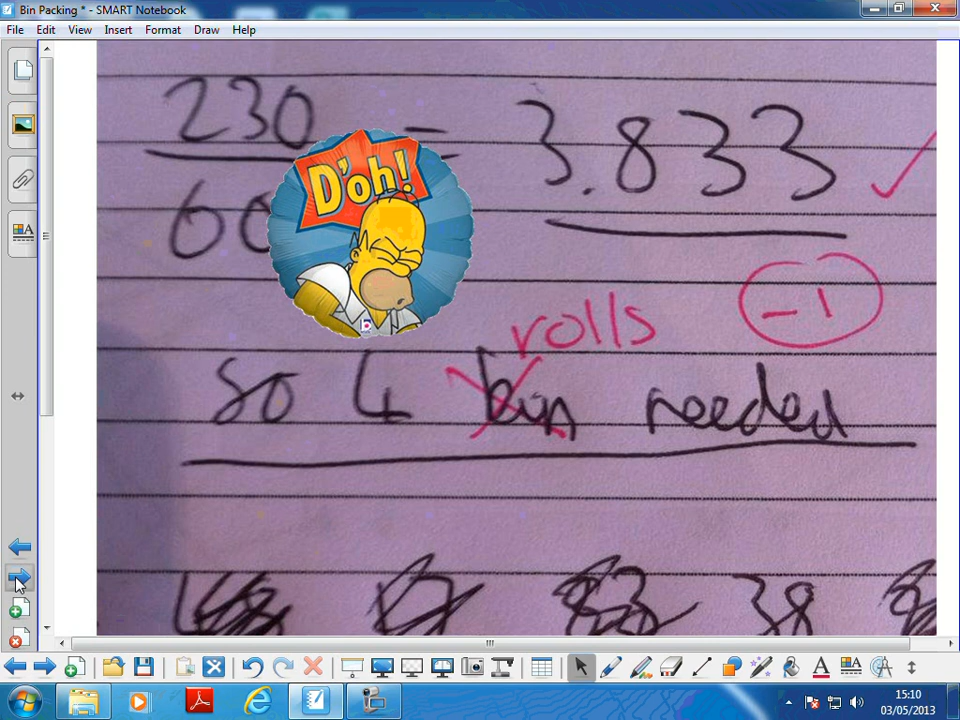 Bin Packing * - SMART Notebook
File Edit View Insert Format Draw Help
230 = 3.833
60
D'oh!
-1
rolls
So 4 bin needed
38
15:10
03/05/2013